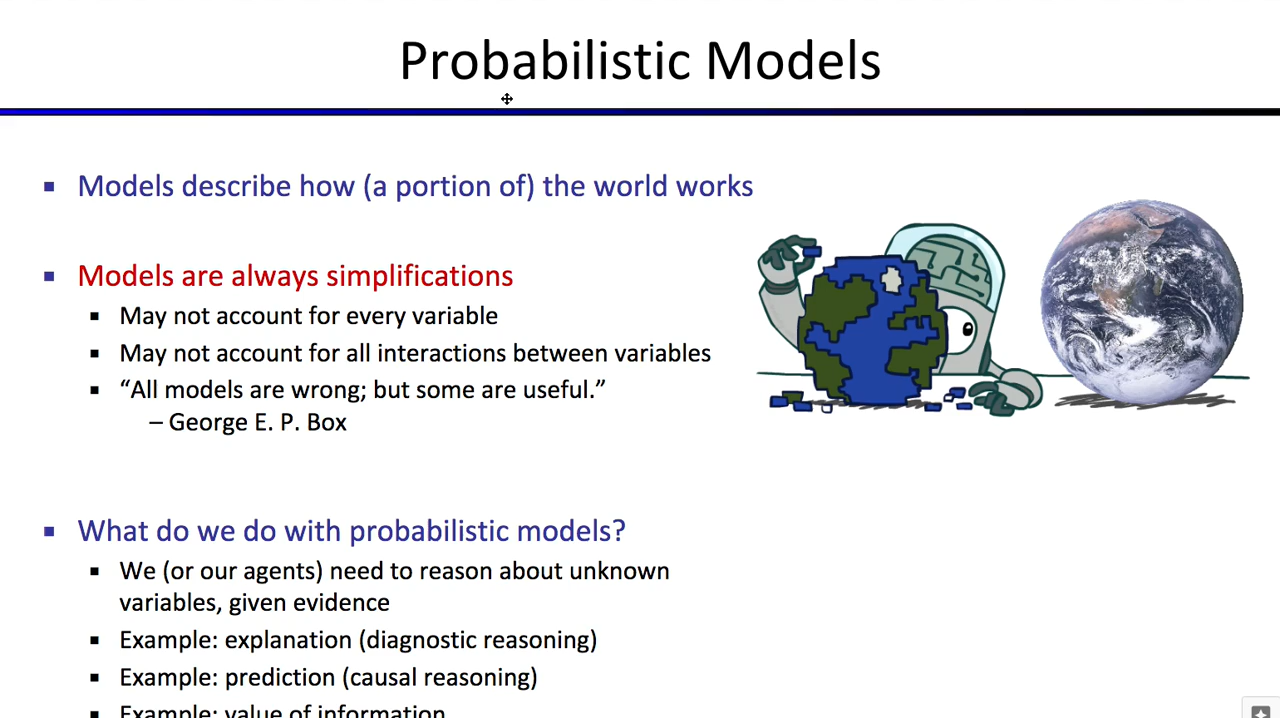 Probabilistic Models
Models describe how (a portion of) the world works
Models are always simplifications
May not account for every variable
May not account for all interactions between variables
“All models are wrong; but some are useful.”
– George E. P. Box
What do we do with probabilistic models?
We (or our agents) need to reason about unknown
variables, given evidence
Example: explanation (diagnostic reasoning)
Example: prediction (causal reasoning)
Example: value of information